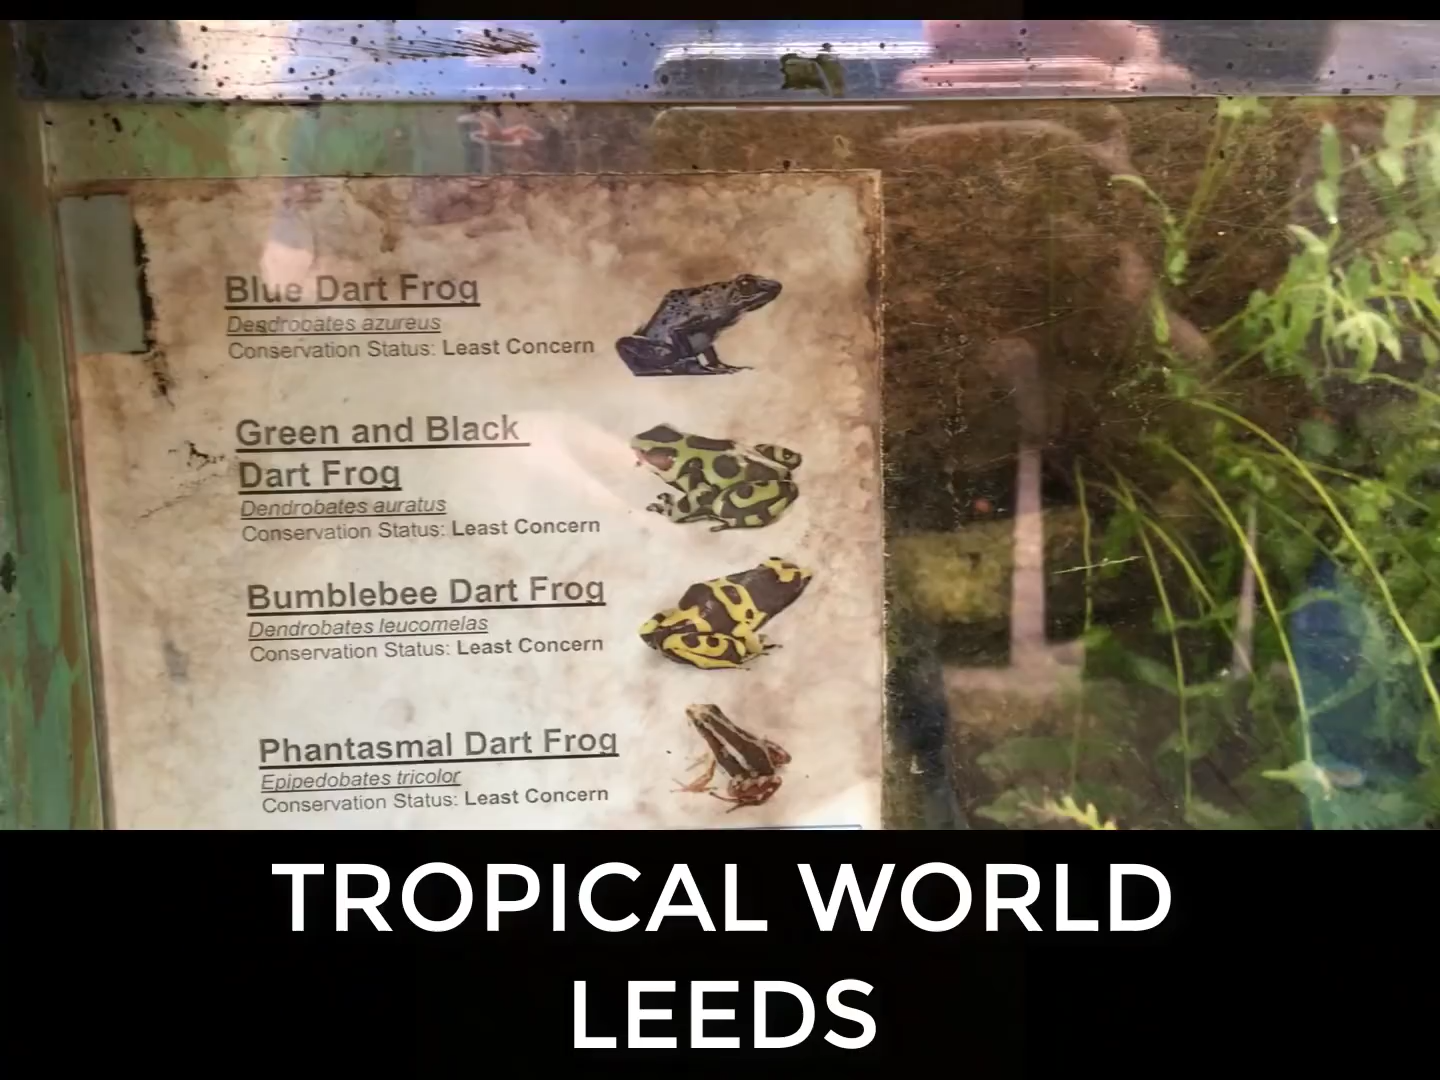 Blue Dart Frog
Dendrobates azureus
Conservation Status: Least Concern
Green and Black
Dart Frog
Dendrobates auratus
Conservation Status: Least Concern
Bumblebee Dart Frog
Dendrobates leucomelas
Conservation Status: Least Concern
Phantasmal Dart Frog
Epipedobates tricolor
Conservation Status: Least Concern
TROPICAL WORLD
LEEDS